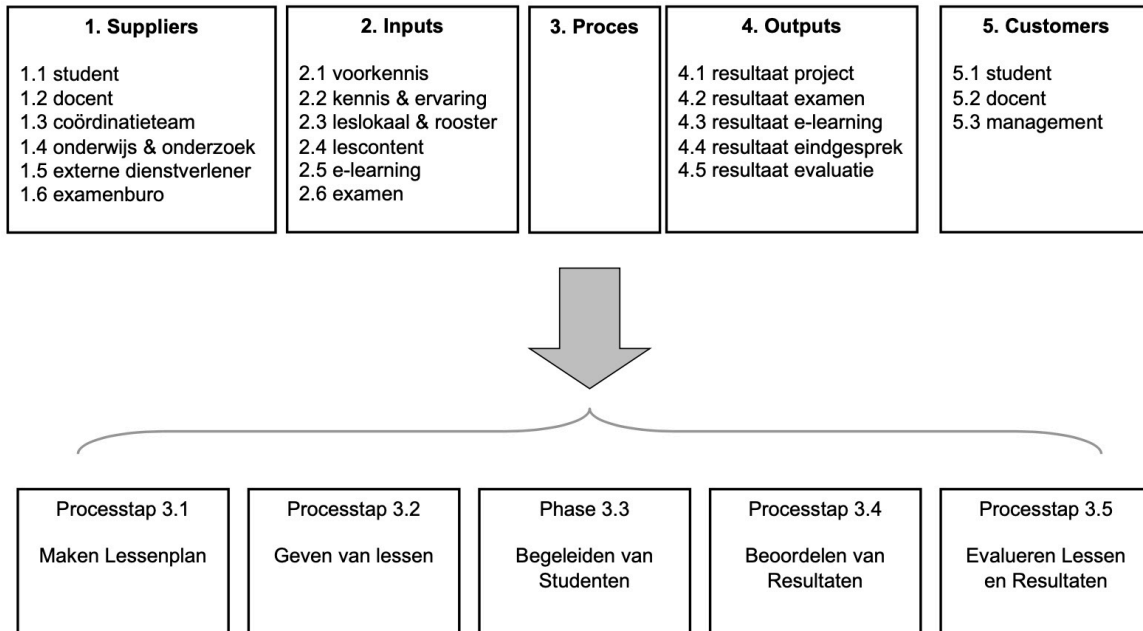 1. Suppliers
1.1 student
1.2 docent
1.3 coördinatieteam
1.4 onderwijs & onderzoek
1.5 externe dienstverlener
1.6 examenburo
2. Inputs
2.1 voorkennis
2.2 kennis & ervaring
2.3 leslokaal & rooster
2.4 lescontent
2.5 e-learning
2.6 examen
3. Proces
4. Outputs
4.1 resultaat project
4.2 resultaat examen
4.3 resultaat e-learning
4.4 resultaat eindgesprek
4.5 resultaat evaluatie
5. Customers
5.1 student
5.2 docent
5.3 management
Processtap 3.1
Maken Lessenplan
Processtap 3.2
Geven van lessen
Phase 3.3
Begeleiden van
Studenten
Processtap 3.4
Beoordelen van
Resultaten
Processtap 3.5
Evalueren Lessen
en Resultaten